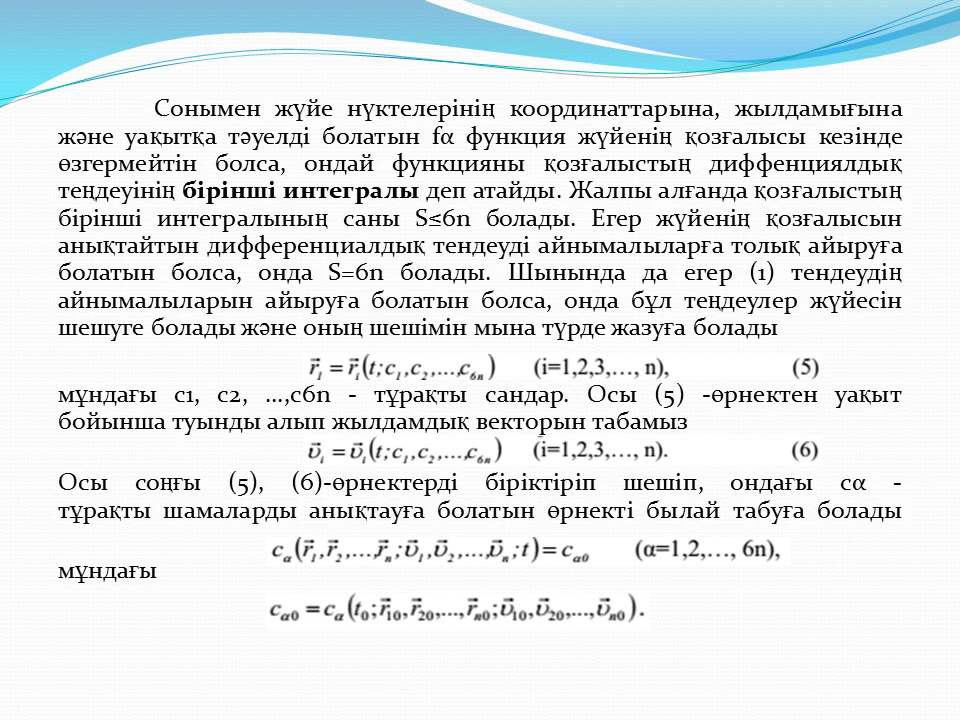 Сонымен жүйе нүктелерінің координаттарына, жылдамығына
және уақытқа тәуелді болатын fα функция жүйенің қозғалысы кезінде
өзгермейтін болса, ондай функцияны қозғалыстың диффенциялдық
теңдеуінің бірінші интегралы деп атайды. Жалпы алғанда қозғалыстың
бірінші интегралының саны S≤6n болады. Егер жүйенің қозғалысын
анықтайтын дифференциалдық тендеуді айнымалыларға толық айыруға
болатын болса, онда S=6n болады. Шынында да егер (1) тендеудің
айнымалыларын айыруға болатын болса, онда бұл теңдеулер жүйесін
шешуге болады және оның шешімін мына түрде жазуға болады
r⃗ᵢ = r⃗ᵢ(t; c₁, c₂, ..., c₆ₙ) (i=1,2,3,..., n), (5)
мұндағы c1, c2, ...,c6n - тұрақты сандар. Осы (5) -өрнектен уақыт
бойынша туынды алып жылдамдық векторын табамыз
υ⃗ᵢ = υ⃗ᵢ(t; c₁, c₂, ..., c₆ₙ) (i=1,2,3,..., n). (6)
Осы соңғы (5), (6)-өрнектерді біріктіріп шешіп, ондағы cα -
тұрақты шамаларды анықтауға болатын өрнекті былай табуға болады
c_α(r⃗₁, r⃗₂, ..., r⃗ₙ; υ⃗₁, υ⃗₂, ..., υ⃗ₙ; t) = c_α0 (α=1,2,..., 6n),
мұндағы
c_α0 = c_α(t₀; r⃗₁₀, r⃗₂₀, ..., r⃗ₙ₀; υ⃗₁₀, υ⃗₂₀, ..., υ⃗ₙ₀).